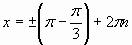 x = ±(π − π/3) + 2πn